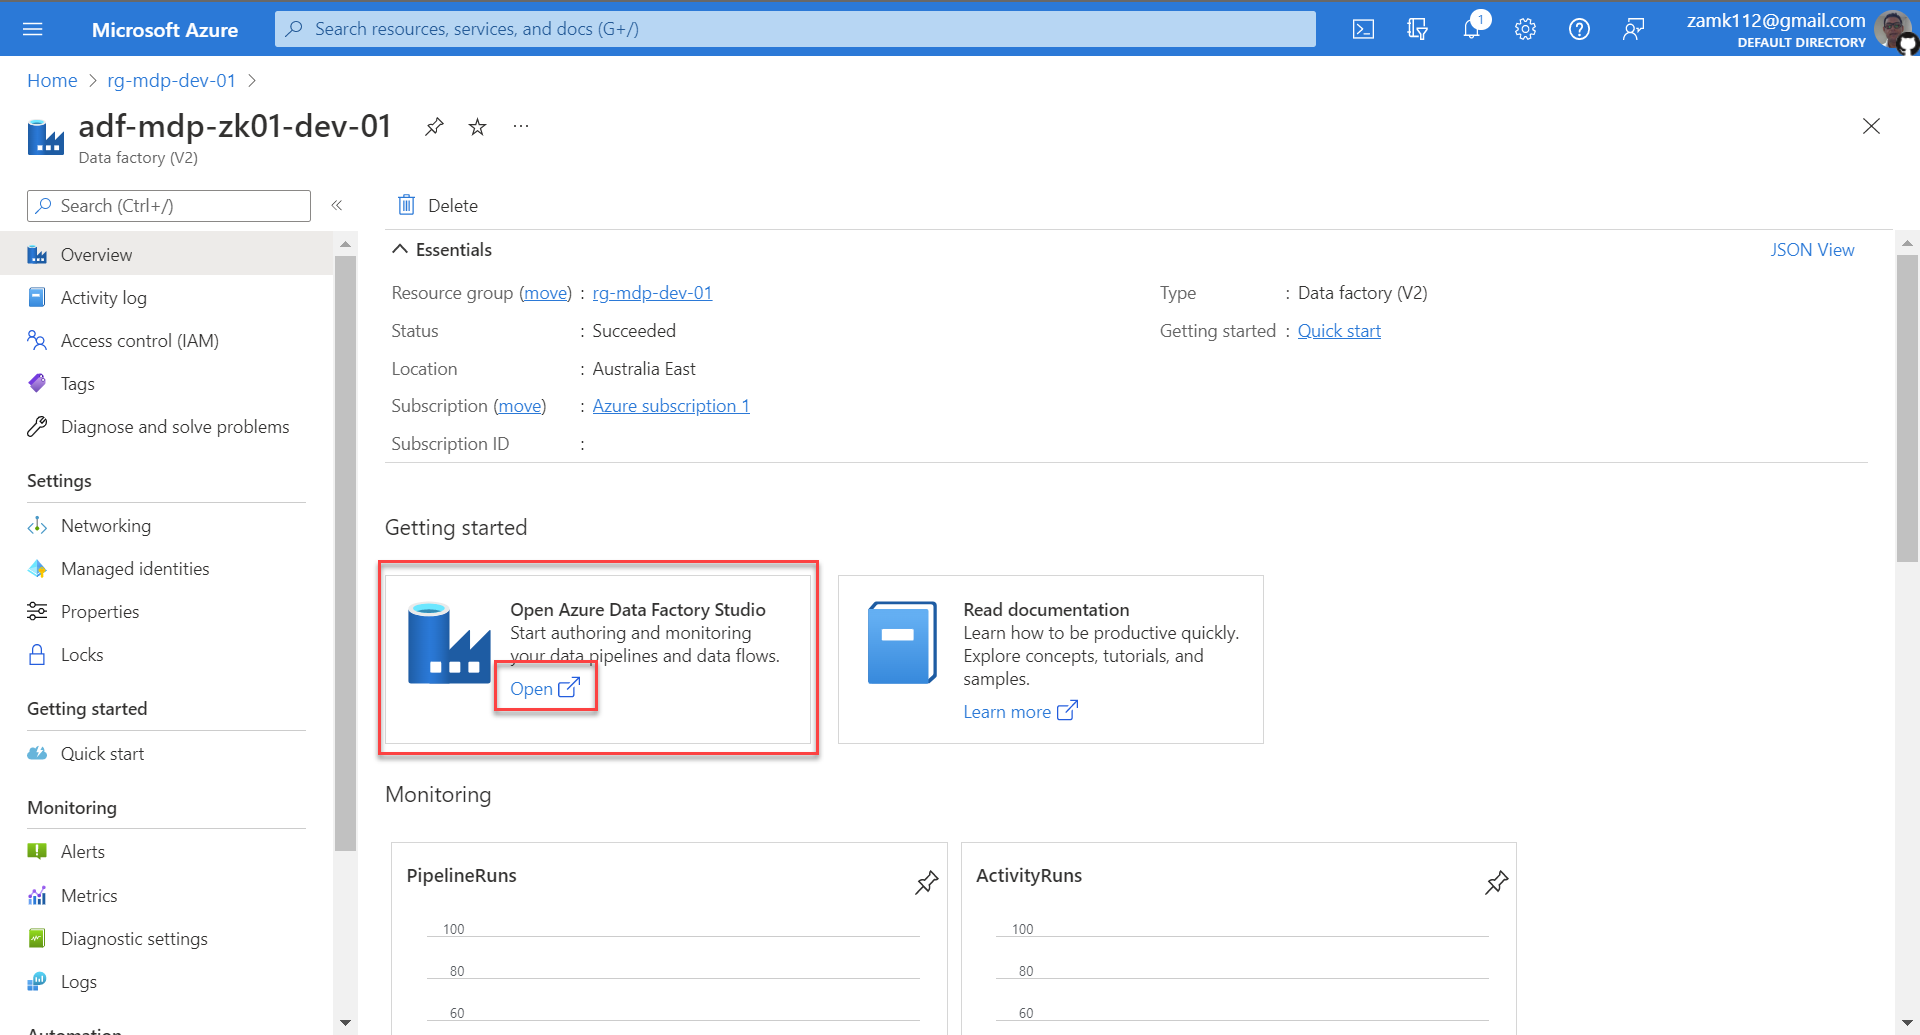 Microsoft Azure
Search resources, services, and docs (G+/)
1
zamk112@gmail.com
DEFAULT DIRECTORY
Home
rg-mdp-dev-01
adf-mdp-zk01-dev-01
...
Data factory (V2)
Search (Ctrl+/)
«
Delete
Overview
Activity log
Access control (IAM)
Tags
Diagnose and solve problems
Settings
Networking
Managed identities
Properties
Locks
Getting started
Quick start
Monitoring
Alerts
Metrics
Diagnostic settings
Logs
Automation
Essentials
JSON View
Resource group (move) : rg-mdp-dev-01
Type : Data factory (V2)
Status : Succeeded
Getting started : Quick start
Location : Australia East
Subscription (move) : Azure subscription 1
Subscription ID :
Getting started
Open Azure Data Factory Studio
Start authoring and monitoring
your data pipelines and data flows.
Open
Read documentation
Learn how to be productive quickly.
Explore concepts, tutorials, and
samples.
Learn more
Monitoring
PipelineRuns
100
80
60
ActivityRuns
100
80
60